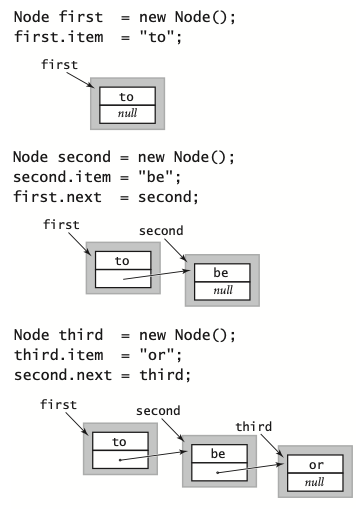 Node first = new Node();
first.item = "to";
first
to
null
Node second = new Node();
second.item = "be";
first.next = second;
first
second
to
be
null
Node third = new Node();
third.item = "or";
second.next = third;
first
second
third
to
be
or
null